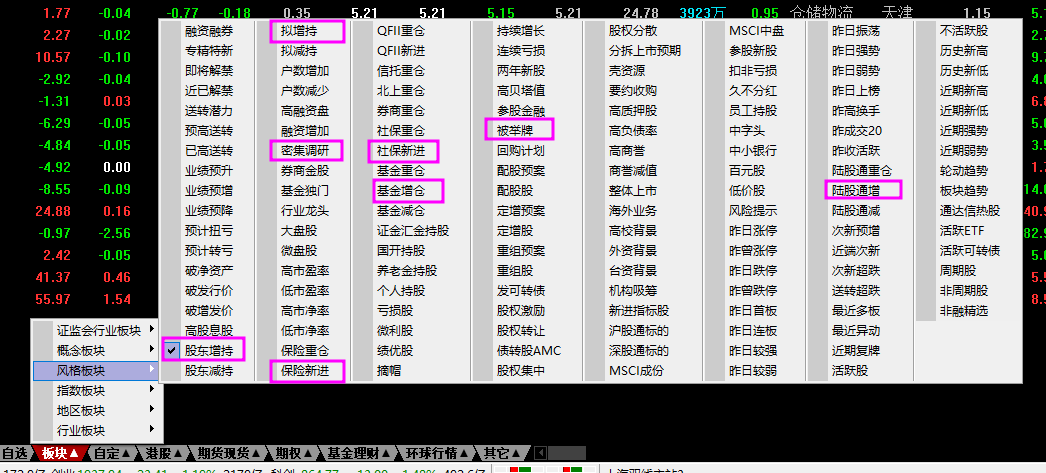 1.77 -0.04 -0.77 -0.18 0.35 5.21 5.21 5.15 5.21 24.78 3923万 0.95 仓储物流 天津 1.15
2.27 -0.02 融资融券 拟增持 QFII重仓 持续增长 股权分散 MSCI中盘 昨日振荡 不活跃股
10.57 -0.10 专精特新 拟减持 QFII新进 连续亏损 分拆上市预期 参股新股 昨日强势 历史新高
-2.92 -0.04 即将解禁 户数增加 信托重仓 两年新股 壳资源 扣非亏损 昨日弱势 历史新低
-1.31 0.03 近已解禁 户数减少 北上重仓 高贝塔值 要约收购 久不分红 昨日上榜 近期新高
-6.29 -0.05 送转潜力 高融资盘 券商重仓 参股金融 高质押股 员工持股 昨高换手 近期新低
-4.84 -0.05 预高送转 融资增加 社保重仓 被举牌 高负债率 中字头 昨成交20 近期强势
-4.92 0.00 已高送转 密集调研 社保新进 回购计划 高商誉 中小银行 昨收活跃 近期弱势
-8.55 -0.09 业绩预升 券商金股 基金重仓 配股预案 商誉减值 百元股 陆股通重仓 轮动趋势
24.88 0.16 业绩预增 基金独门 基金增仓 配股股 整体上市 低价股 陆股通增 板块趋势
-0.97 -2.56 业绩预降 行业龙头 基金减仓 定增预案 海外业务 风险提示 陆股通减 通达信热股
2.42 -0.05 预计扭亏 大盘股 证金汇金持股 定增股 高校背景 昨日涨停 次新预增 活跃ETF
41.37 0.46 预计转亏 微盘股 国开持股 重组预案 外资背景 昨曾涨停 近端次新 活跃可转债
55.97 1.54 破净资产 高市盈率 养老金持股 重组股 台资背景 昨日跌停 次新超跌 周期股
破发行价 低市盈率 个人持股 发可转债 机构吸筹 昨曾跌停 送转超跌 非周期股
破增发价 高市净率 亏损股 股权激励 新进指标股 昨日首板 最近多板 非融精选
证监会行业板块 高股息股 低市净率 微利股 股权转让 沪股通标的 昨日连板 最近异动
概念板块 股东增持 保险重仓 绩优股 债转股AMC 深股通标的 昨日较强 近期复牌
风格板块 股东减持 保险新进 摘帽 股权集中 MSCI成份 昨日较弱 活跃股
指数板块
地区板块
行业板块
自选 板块▲ 自定▲ 港股▲ 期货现货▲ 期权▲ 基金理财▲ 环球行情▲ 其它▲